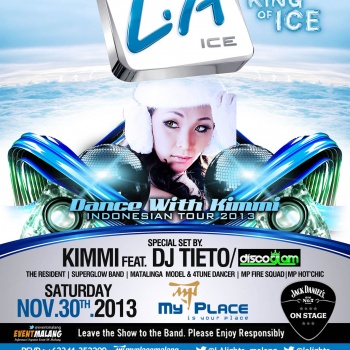 KING
OF
ICE
L.A
ICE
Dance With Kimmi
INDONESIAN TOUR 2013
SPECIAL SET BY.
KIMMI FEAT. DJ TIETO/ discoglam
THE RESIDENT | SUPERGLOW BAND | MATALINGA MODEL & 4TUNE DANCER | MP FIRE SQUAD | MP HOT'CHIC
SATURDAY
NOV.30TH.2013
My PLACE
is your place
JACK DANIEL'S
ON STAGE
@eventmalang
EVENTMALANG
Leave the Show to the Band. Please Enjoy Responsibly